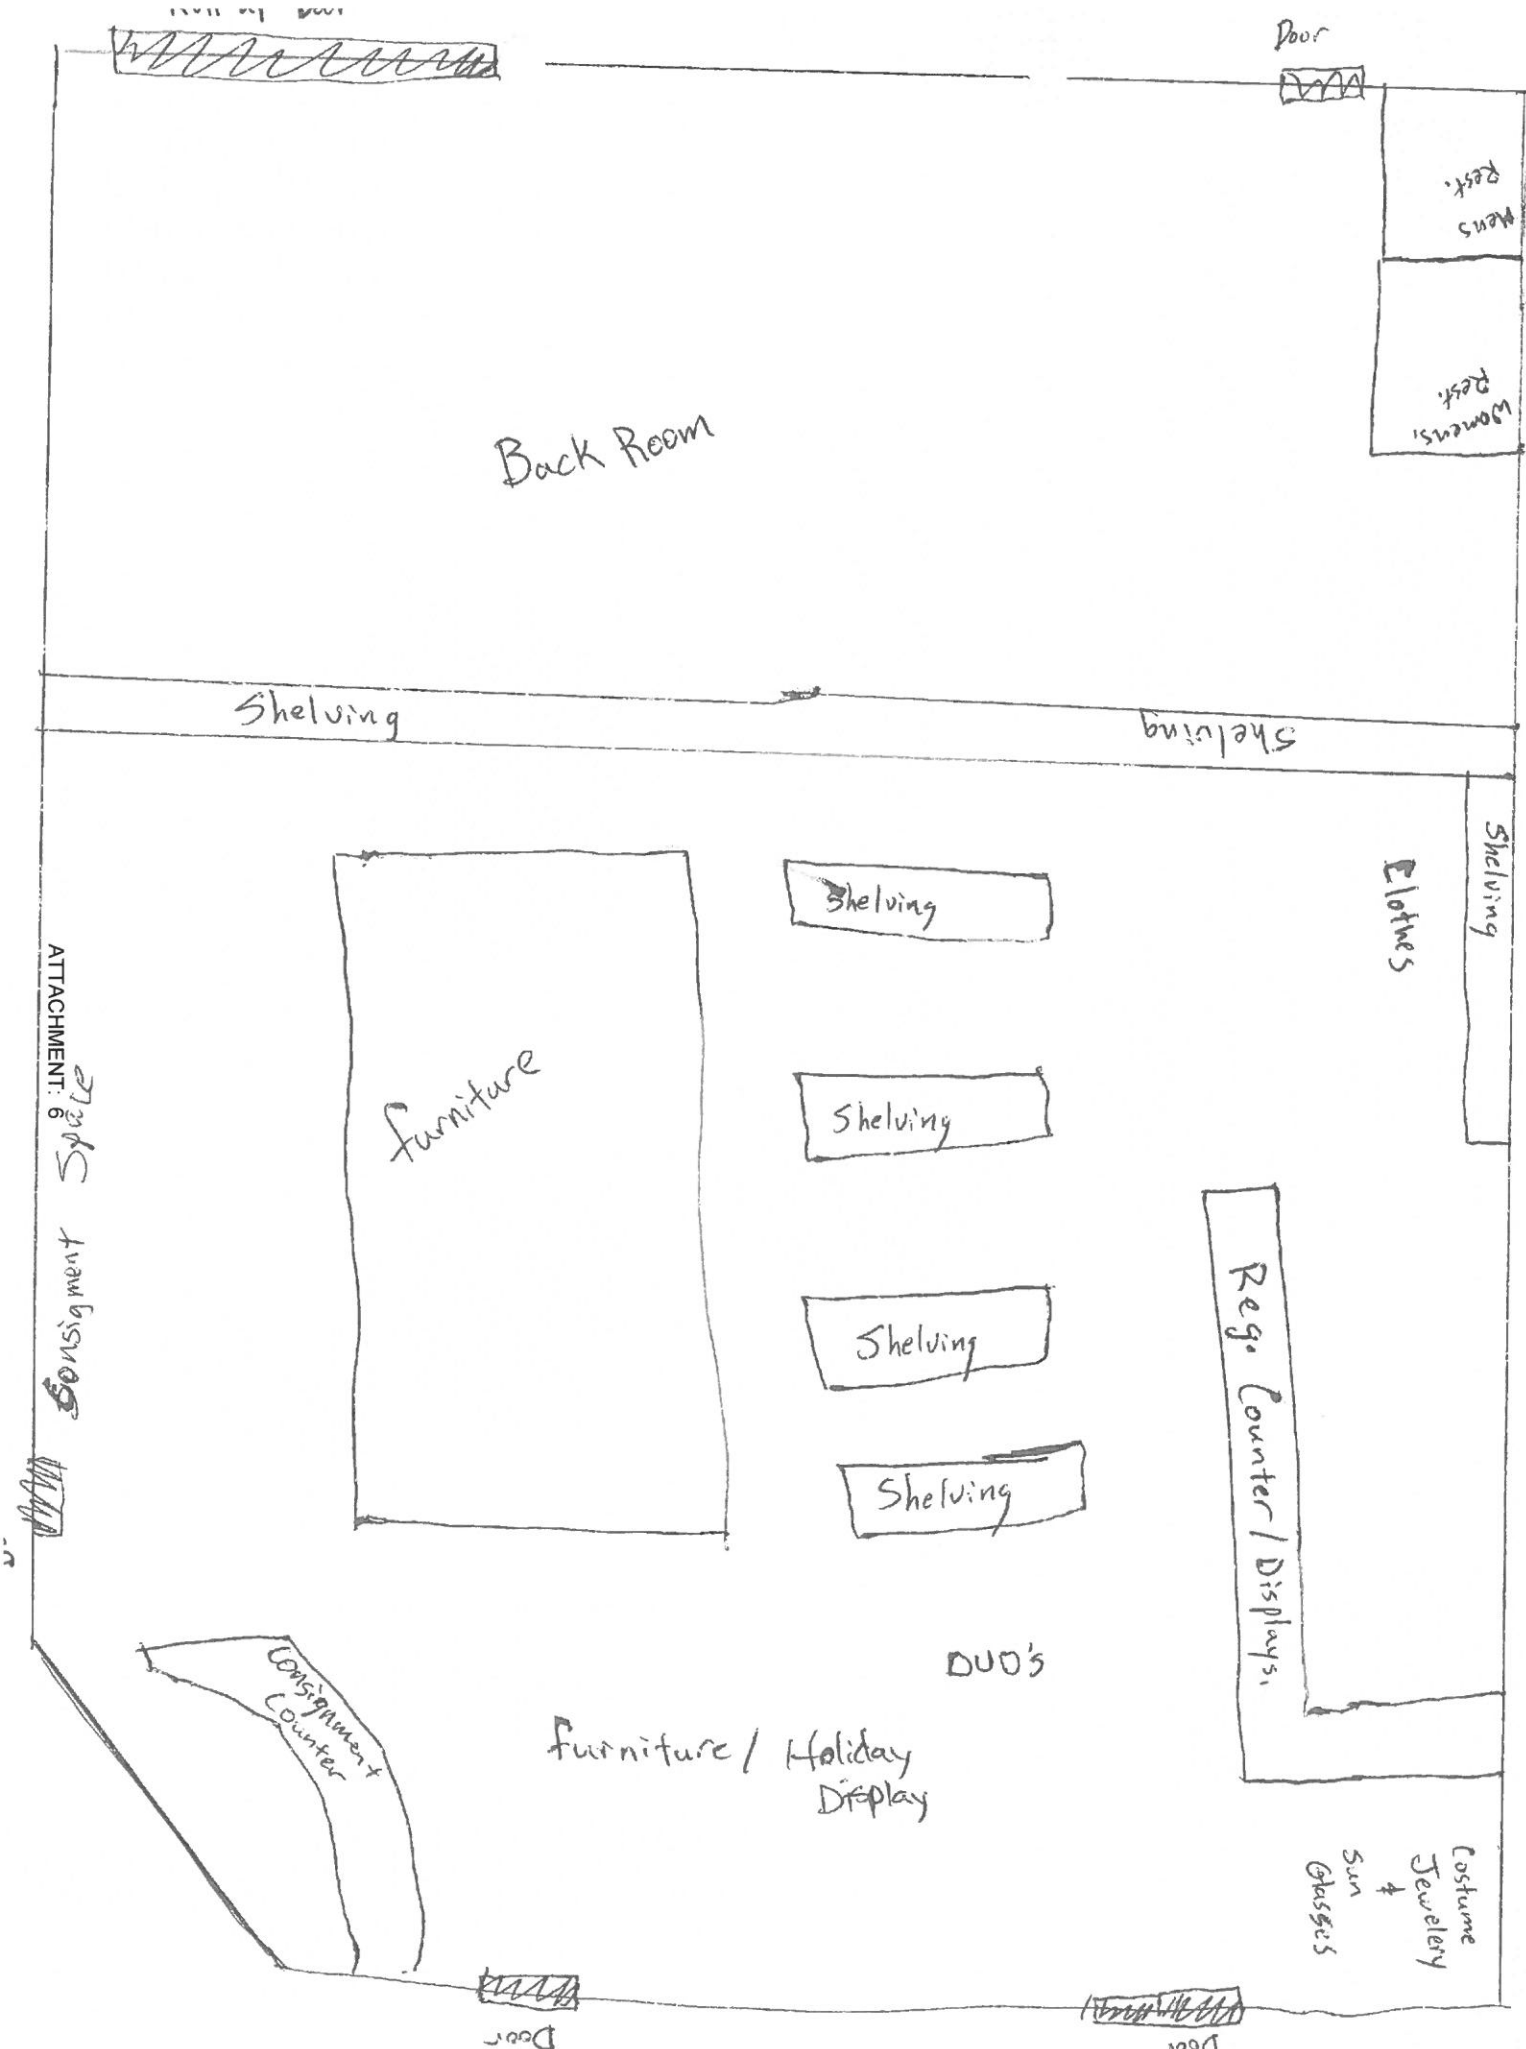 Door
Rest.
Mens
Rest.
Womens.
Back Room
Shelving
Shelving
Shelving
Clothes
Shelving
Furniture
Shelving
Shelving
Shelving
ATTACHMENT: 6
Consignment Space
Reg. Counter / Displays.
Consignment
Counter
DUO's
Furniture / Holiday
Display
Costume
Jewelery
&
Sun
Glasses
Door
Door